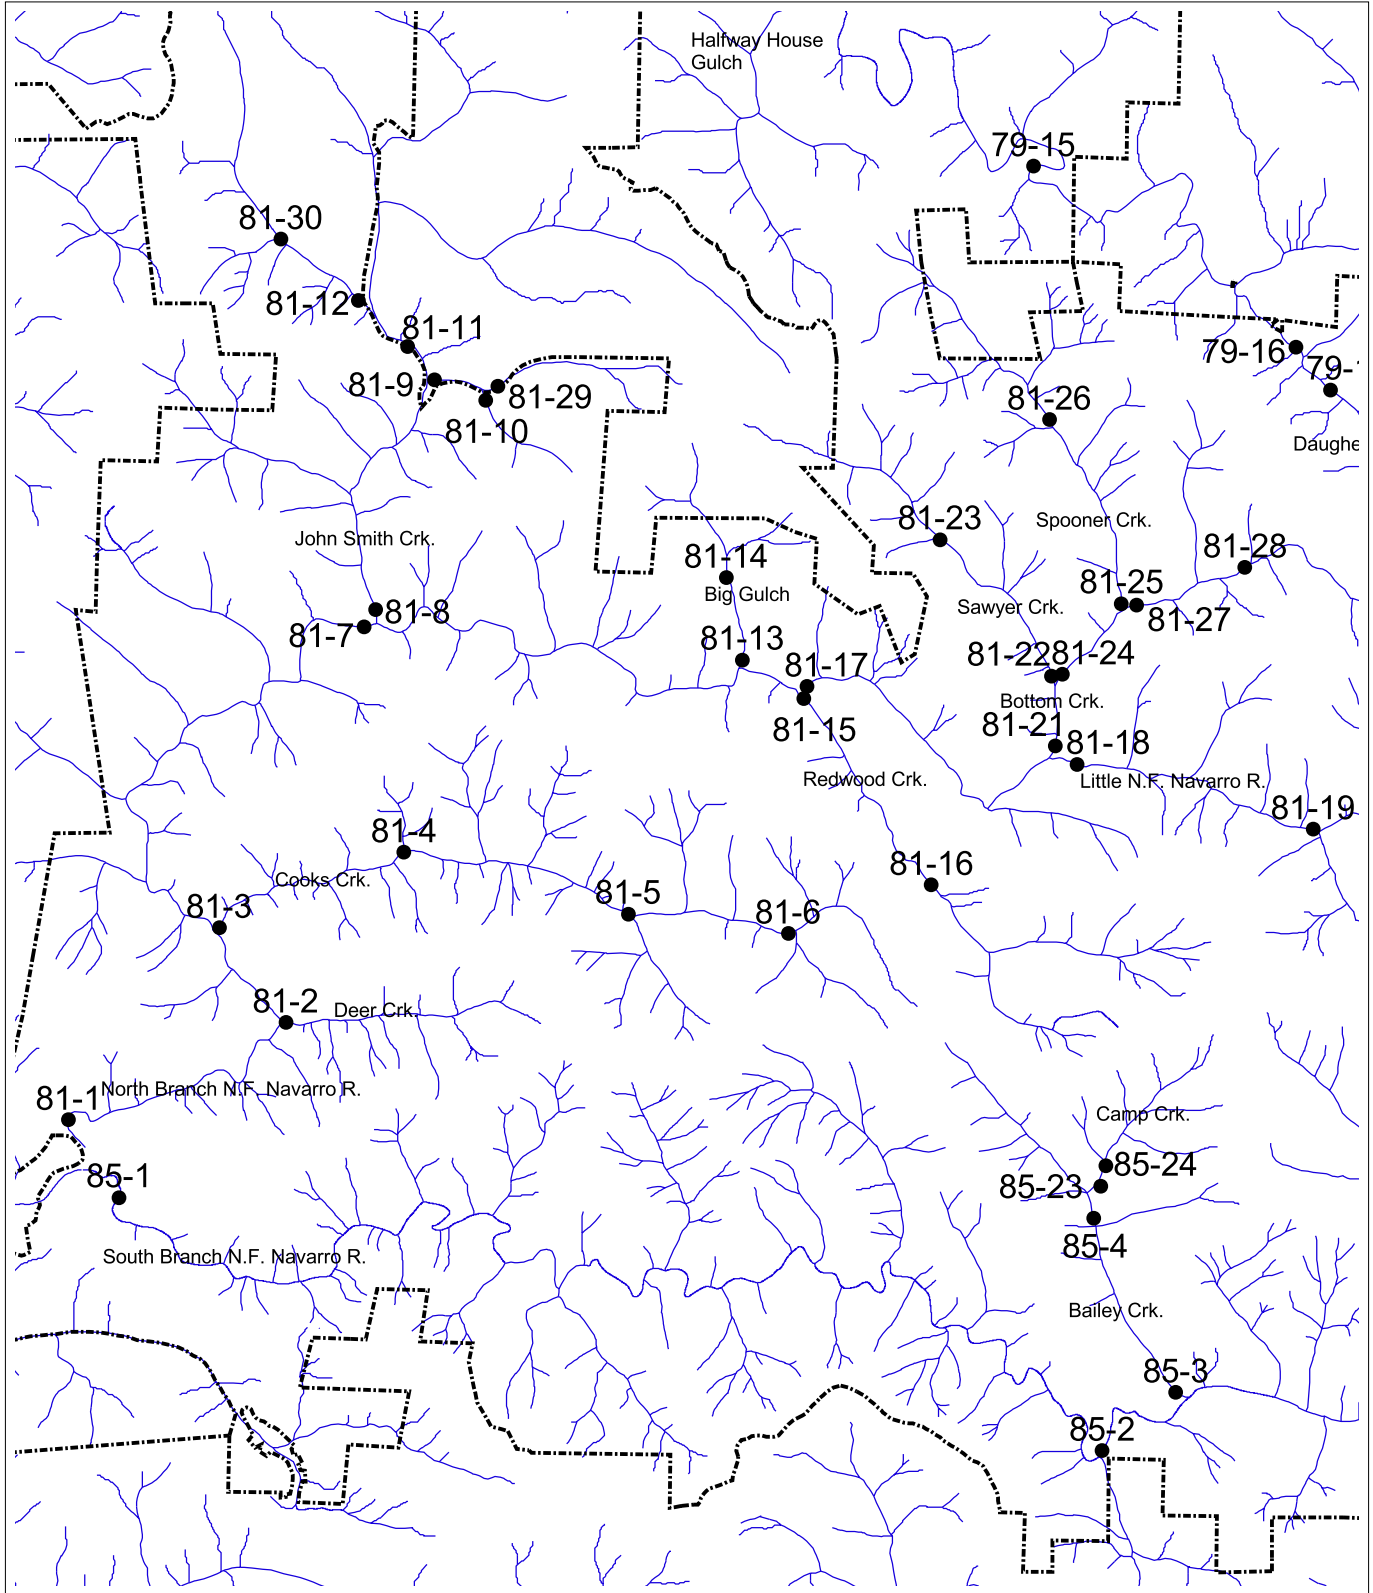 Halfway House
Gulch
79-15
81-30
81-12
81-11
79-16
79-
81-9
81-29
81-26
81-10
Daughe
81-23
Spooner Crk.
John Smith Crk.
81-14
81-28
Big Gulch
81-25
Sawyer Crk.
81-8
81-27
81-7
81-13
81-22
81-24
81-17
Bottom Crk.
81-15
81-21
81-18
Redwood Crk.
Little N.F. Navarro R.
81-19
81-4
81-16
Cooks Crk.
81-5
81-3
81-6
81-2
Deer Crk.
North Branch N.F. Navarro R.
81-1
Camp Crk.
85-24
85-1
85-23
85-4
South Branch N.F. Navarro R.
Bailey Crk.
85-3
85-2